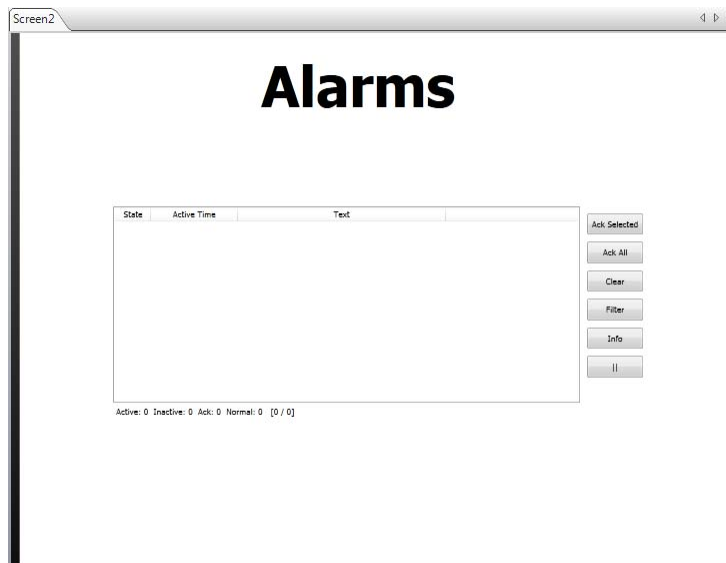 Screen2
Alarms
State Active Time Text
Ack Selected
Ack All
Clear
Filter
Info
||
Active: 0 Inactive: 0 Ack: 0 Normal: 0 [0 / 0]